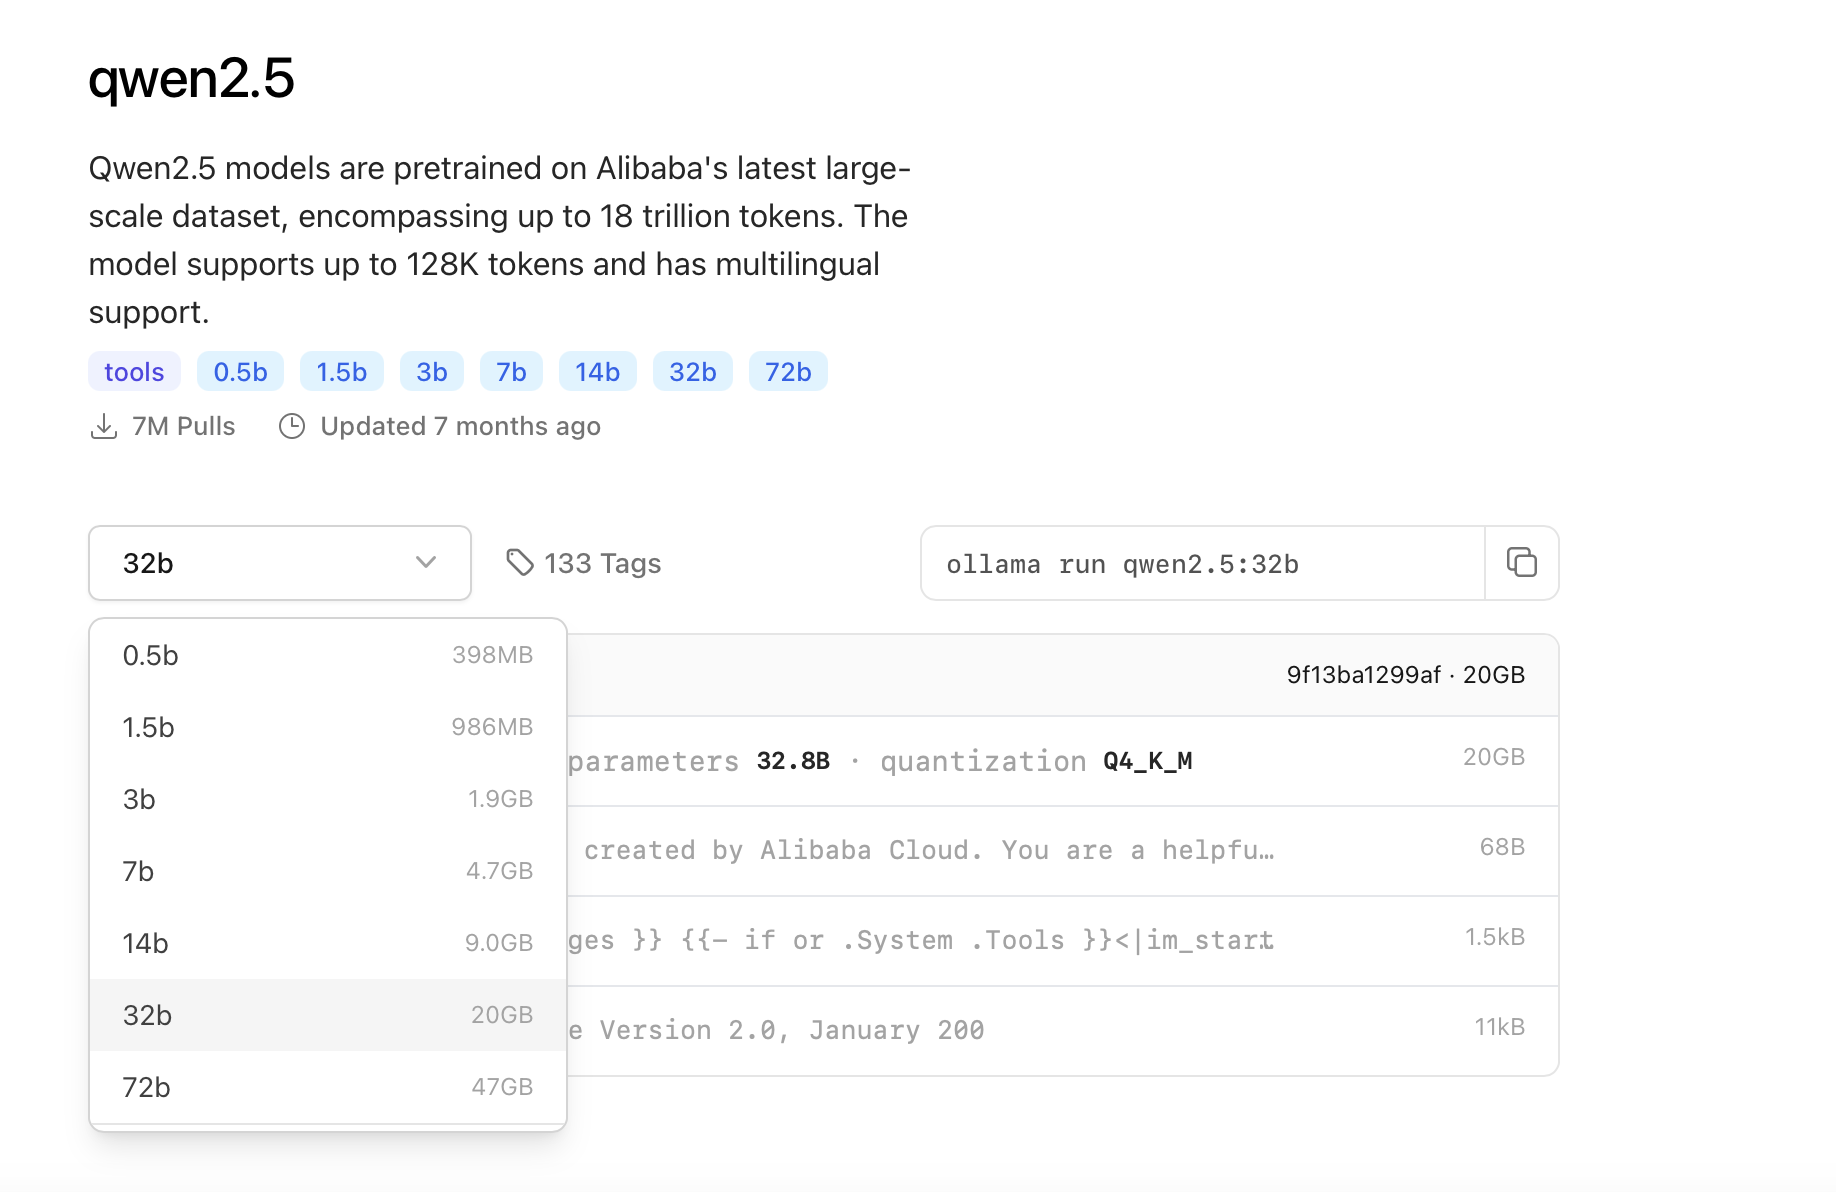 qwen2.5
Qwen2.5 models are pretrained on Alibaba's latest large-
scale dataset, encompassing up to 18 trillion tokens. The
model supports up to 128K tokens and has multilingual
support.
tools 0.5b 1.5b 3b 7b 14b 32b 72b
7M Pulls Updated 7 months ago
32b 133 Tags ollama run qwen2.5:32b
0.5b 398MB
1.5b 986MB
3b 1.9GB
7b 4.7GB
14b 9.0GB
32b 20GB
72b 47GB
9f13ba1299af · 20GB
parameters 32.8B · quantization Q4_K_M 20GB
created by Alibaba Cloud. You are a helpfu… 68B
ges }} {{- if or .System .Tools }}<|im_start 1.5kB
e Version 2.0, January 200 11kB